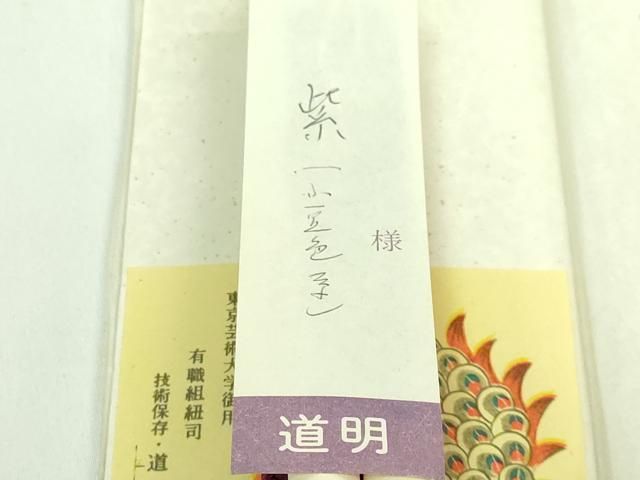 紫
(小豆色系)
様
道明
東京芸術大学御用
有職組紐司
技術保存・道